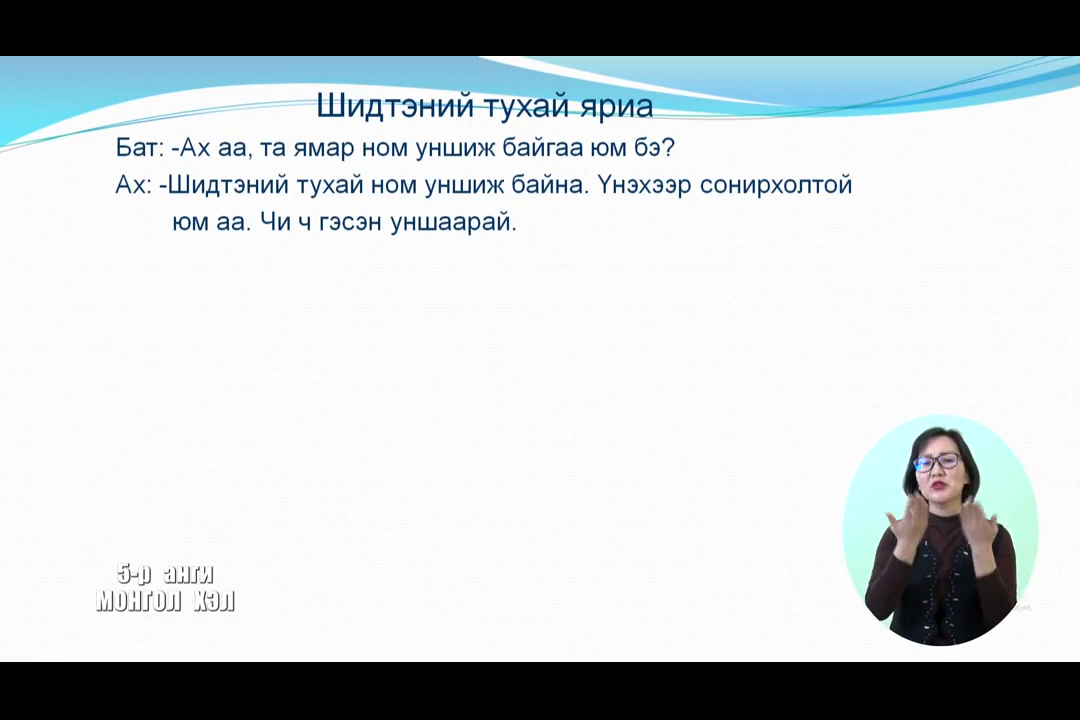 Шидтэний тухай яриа
Бат: -Ах аа, та ямар ном уншиж байгаа юм бэ?
Ах: -Шидтэний тухай ном уншиж байна. Үнэхээр сонирхолтой
юм аа. Чи ч гэсэн уншаарай.
5-р анги
МОНГОЛ ХЭЛ